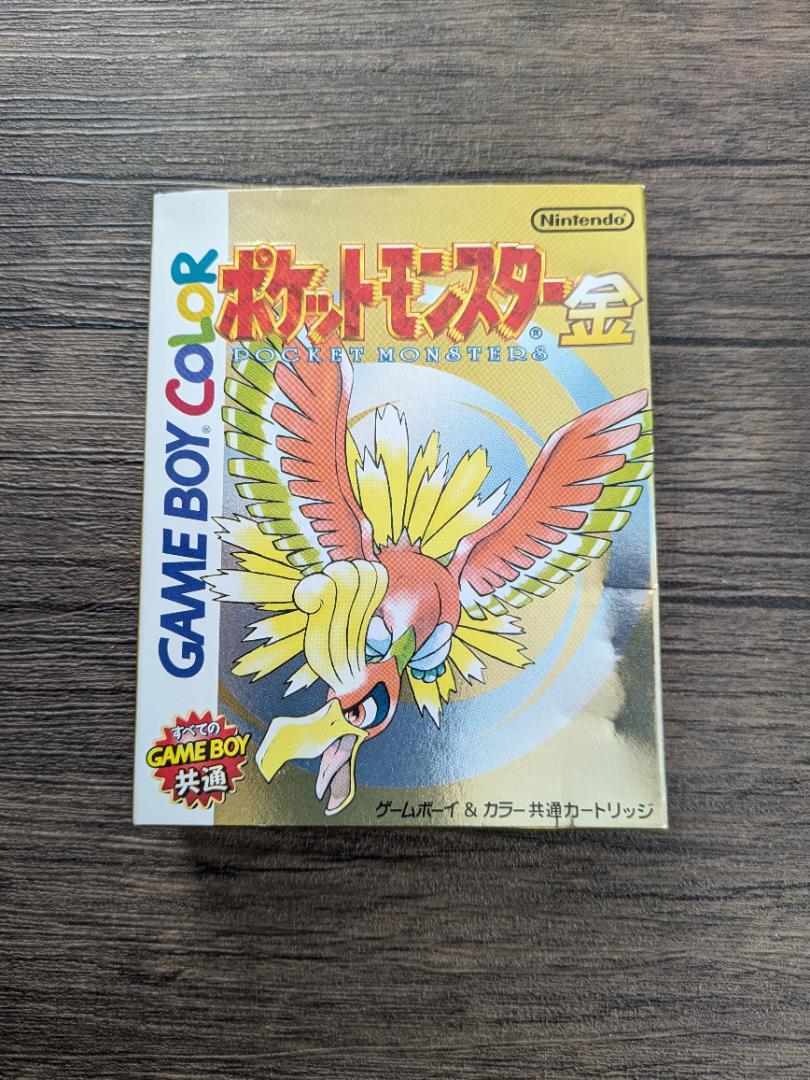 Nintendo®
ポケットモンスター金
®
POCKET MONSTERS
GAME BOY® COLOR
すべての
GAME BOY
共通
ゲームボーイ & カラー共通カートリッジ